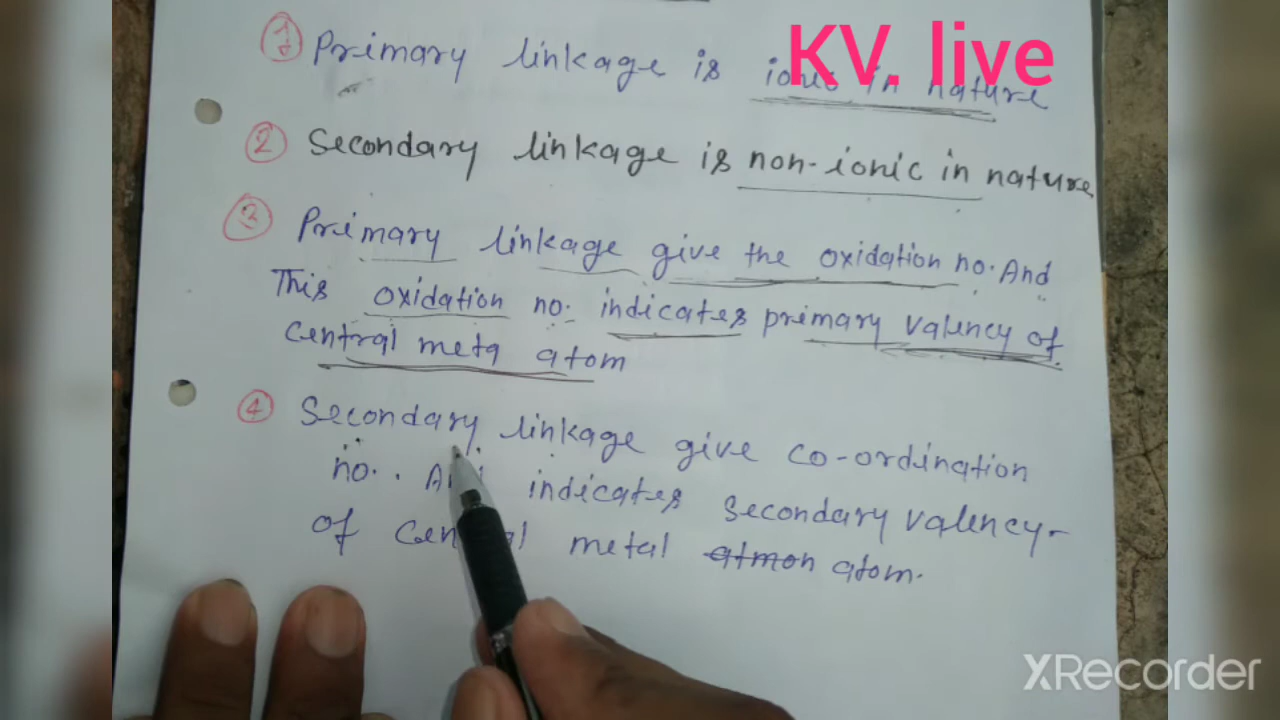 KV. live
① Primary linkage is ionic in nature
② Secondary linkage is non-ionic in nature
③ Primary linkage give the oxidation no. And
This oxidation no. indicates primary valency of
central meta atom
④ Secondary linkage give co-ordination
no. . And indicates secondary valency
of central metal atmon atom.
XRecorder